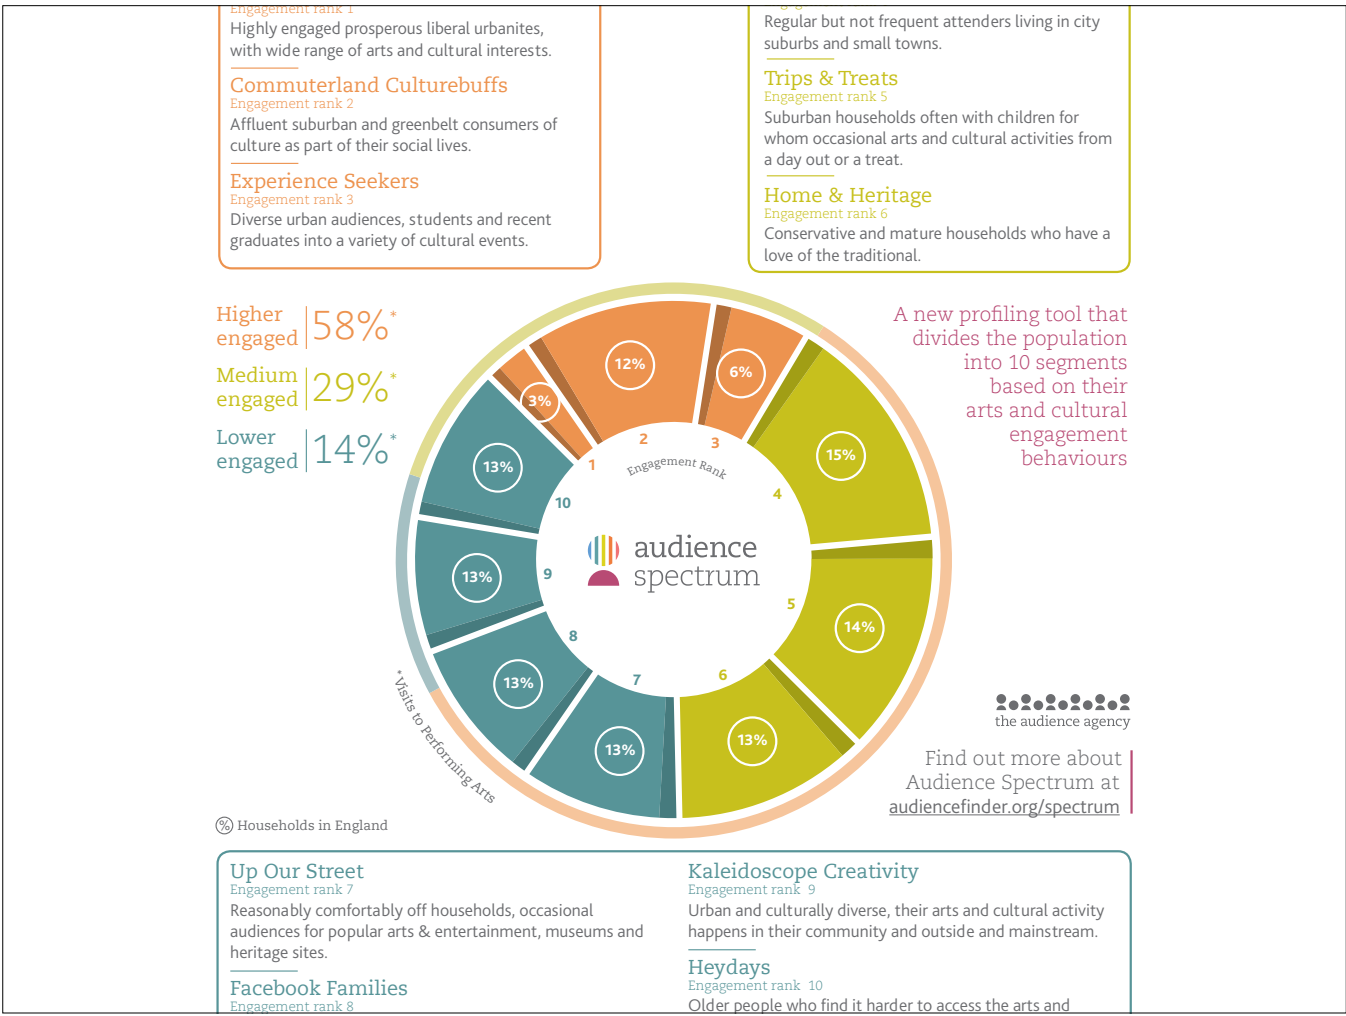 Engagement rank 1
Highly engaged prosperous liberal urbanites,
with wide range of arts and cultural interests.
Commuterland Culturebuffs
Engagement rank 2
Affluent suburban and greenbelt consumers of
culture as part of their social lives.
Experience Seekers
Engagement rank 3
Diverse urban audiences, students and recent
graduates into a variety of cultural events.
Regular but not frequent attenders living in city
suburbs and small towns.
Trips & Treats
Engagement rank 5
Suburban households often with children for
whom occasional arts and cultural activities from
a day out or a treat.
Home & Heritage
Engagement rank 6
Conservative and mature households who have a
love of the traditional.
Higher
engaged
58%*
Medium
engaged
29%*
Lower
engaged
14%*
A new profiling tool that
divides the population
into 10 segments
based on their
arts and cultural
engagement
behaviours
3%
12%
6%
15%
14%
13%
13%
13%
13%
13%
1
2
3
4
5
6
7
8
9
10
Engagement Rank
audience
spectrum
* Visits to Performing Arts
the audience agency
Find out more about
Audience Spectrum at
audiencefinder.org/spectrum
% Households in England
Up Our Street
Engagement rank 7
Reasonably comfortably off households, occasional
audiences for popular arts & entertainment, museums and
heritage sites.
Facebook Families
Engagement rank 8
Kaleidoscope Creativity
Engagement rank 9
Urban and culturally diverse, their arts and cultural activity
happens in their community and outside and mainstream.
Heydays
Engagement rank 10
Older people who find it harder to access the arts and